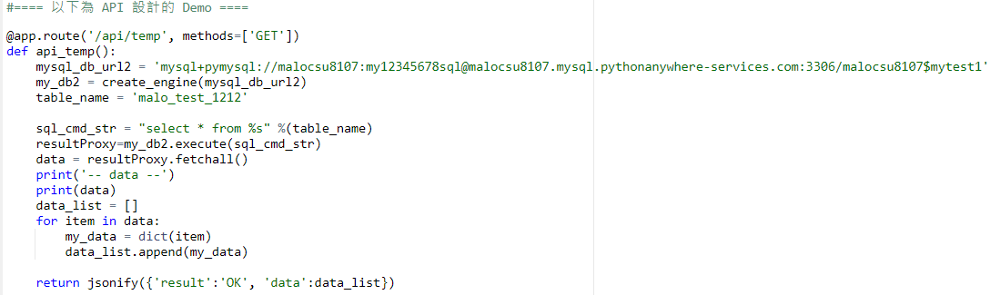 #==== 以下為 API 設計的 Demo ====
@app.route('/api/temp', methods=['GET'])
def api_temp():
mysql_db_url2 = 'mysql+pymysql://malocsu8107:my12345678sql@malocsu8107.mysql.pythonanywhere-services.com:3306/malocsu8107$mytest1'
my_db2 = create_engine(mysql_db_url2)
table_name = 'malo_test_1212'
sql_cmd_str = "select * from %s" %(table_name)
resultProxy=my_db2.execute(sql_cmd_str)
data = resultProxy.fetchall()
print('-- data --')
print(data)
data_list = []
for item in data:
my_data = dict(item)
data_list.append(my_data)
return jsonify({'result':'OK', 'data':data_list})